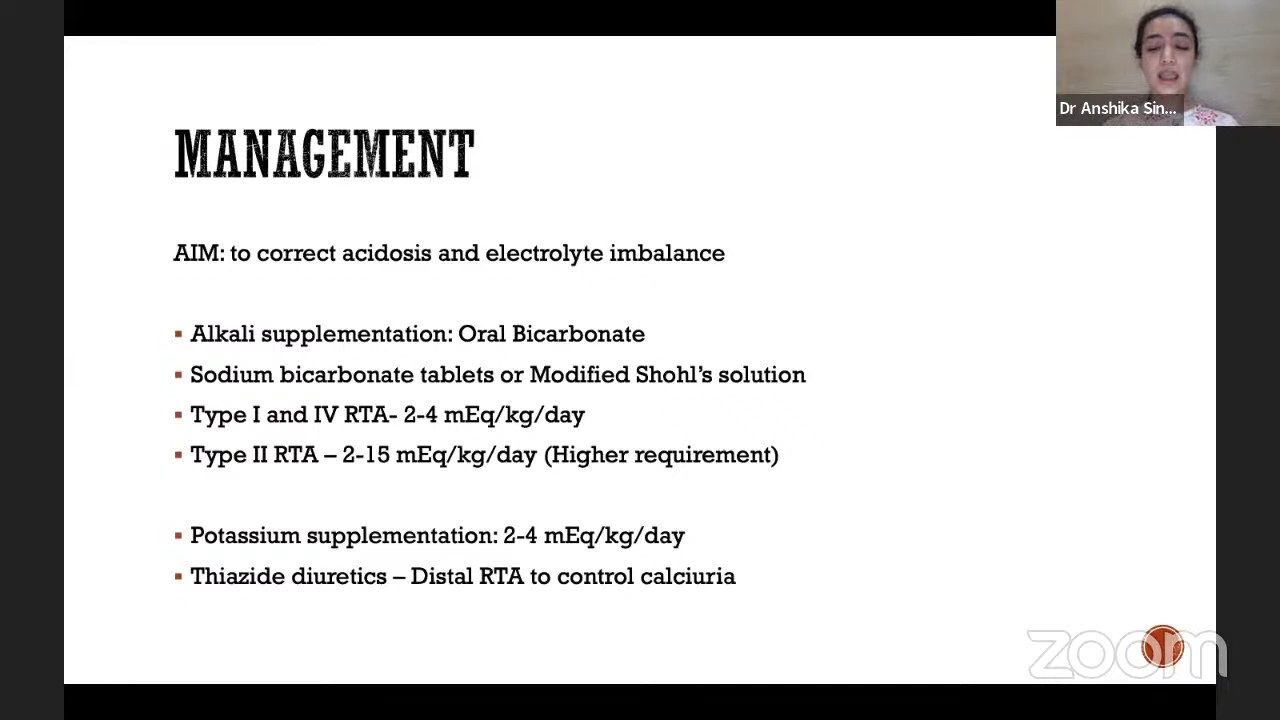 Dr Anshika Sin...
MANAGEMENT
AIM: to correct acidosis and electrolyte imbalance
▪ Alkali supplementation: Oral Bicarbonate
▪ Sodium bicarbonate tablets or Modified Shohl’s solution
▪ Type I and IV RTA- 2-4 mEq/kg/day
▪ Type II RTA – 2-15 mEq/kg/day (Higher requirement)
▪ Potassium supplementation: 2-4 mEq/kg/day
▪ Thiazide diuretics – Distal RTA to control calciuria
zoom